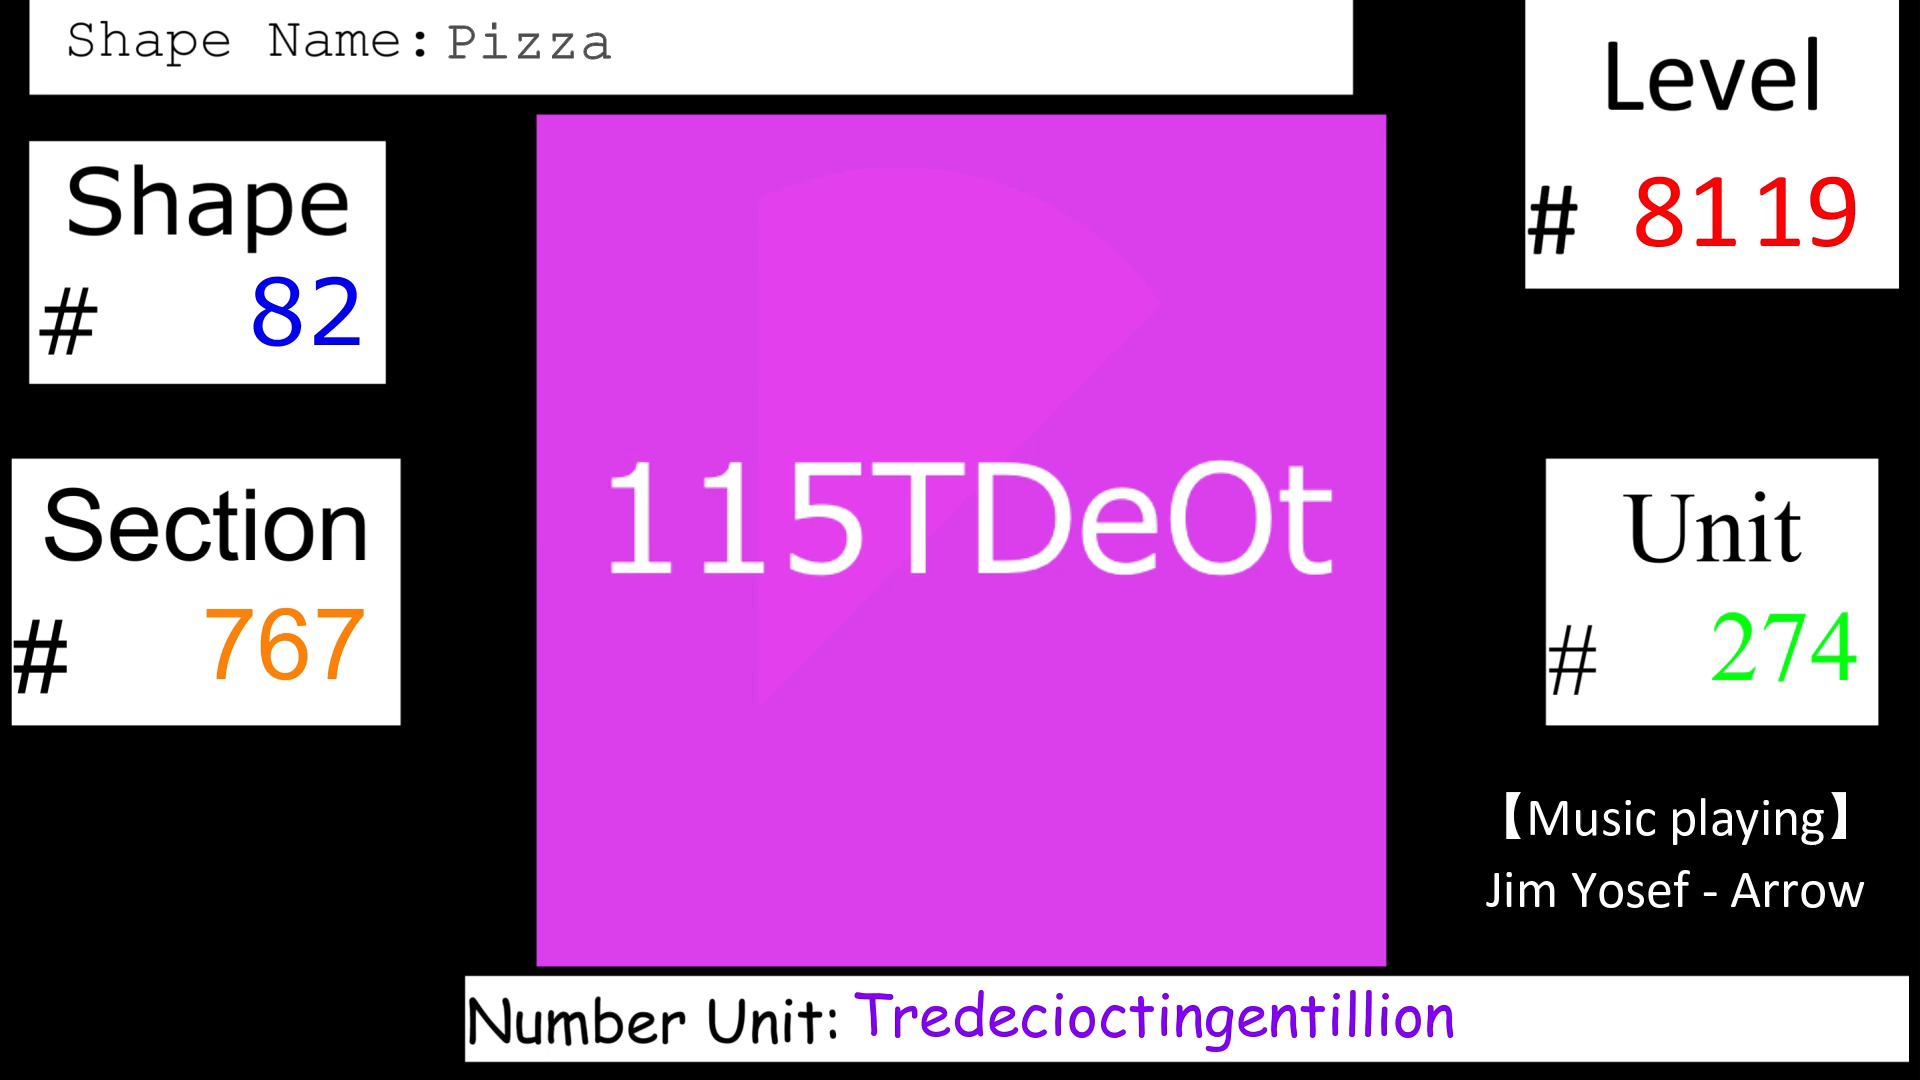 Shape Name: Pizza
Shape
# 82
Level
# 8119
115TDeOt
Section
# 767
Unit
# 274
【Music playing】
Jim Yosef - Arrow
Number Unit: Tredecioctingentillion